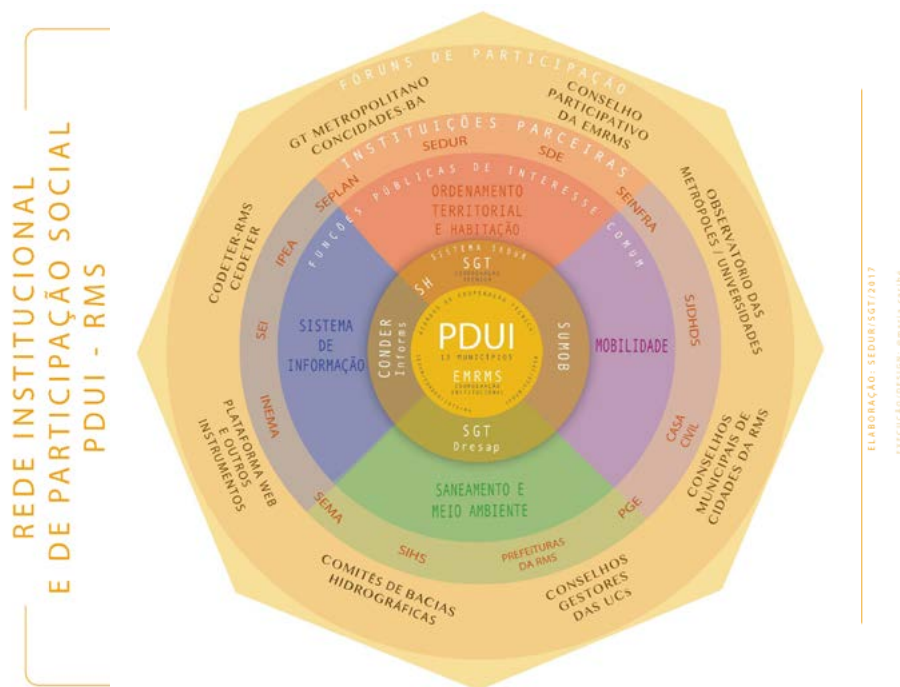 REDE INSTITUCIONAL
E DE PARTICIPAÇÃO SOCIAL
PDUI - RMS
FÓRUNS DE PARTICIPAÇÃO
GT METROPOLITANO
CONCIDADES-BA
CONSELHO
PARTICIPATIVO
DA EMRMS
OBSERVATÓRIO DAS
METRÓPOLES / UNIVERSIDADES
CONSELHOS
MUNICIPAIS DE
CIDADES DA RMS
CONSELHOS
GESTORES
DAS UCS
COMITÊS DE BACIAS
HIDROGRÁFICAS
PLATAFORMA WEB
E OUTROS
INSTRUMENTOS
CODETER-RMS
CEDETER
INSTITUIÇÕES PARCEIRAS
SEPLAN
SEDUR
SDE
SEINFRA
SJDHDS
CASA
CIVIL
PGE
PREFEITURAS
DA RMS
SIHS
SEMA
INEMA
SEI
IPEA
FUNÇÕES PÚBLICAS DE INTERESSE COMUM
ORDENAMENTO
TERRITORIAL
E HABITAÇÃO
MOBILIDADE
SANEAMENTO E
MEIO AMBIENTE
SISTEMA
DE
INFORMAÇÃO
SISTEMA SEDUR
SGT
SH
SUMOB
SGT
Dresap
CONDER
Informs
PDUI
13 MUNICÍPIOS
EMRMS
ELABORAÇÃO: SEDUR/SGT/2017